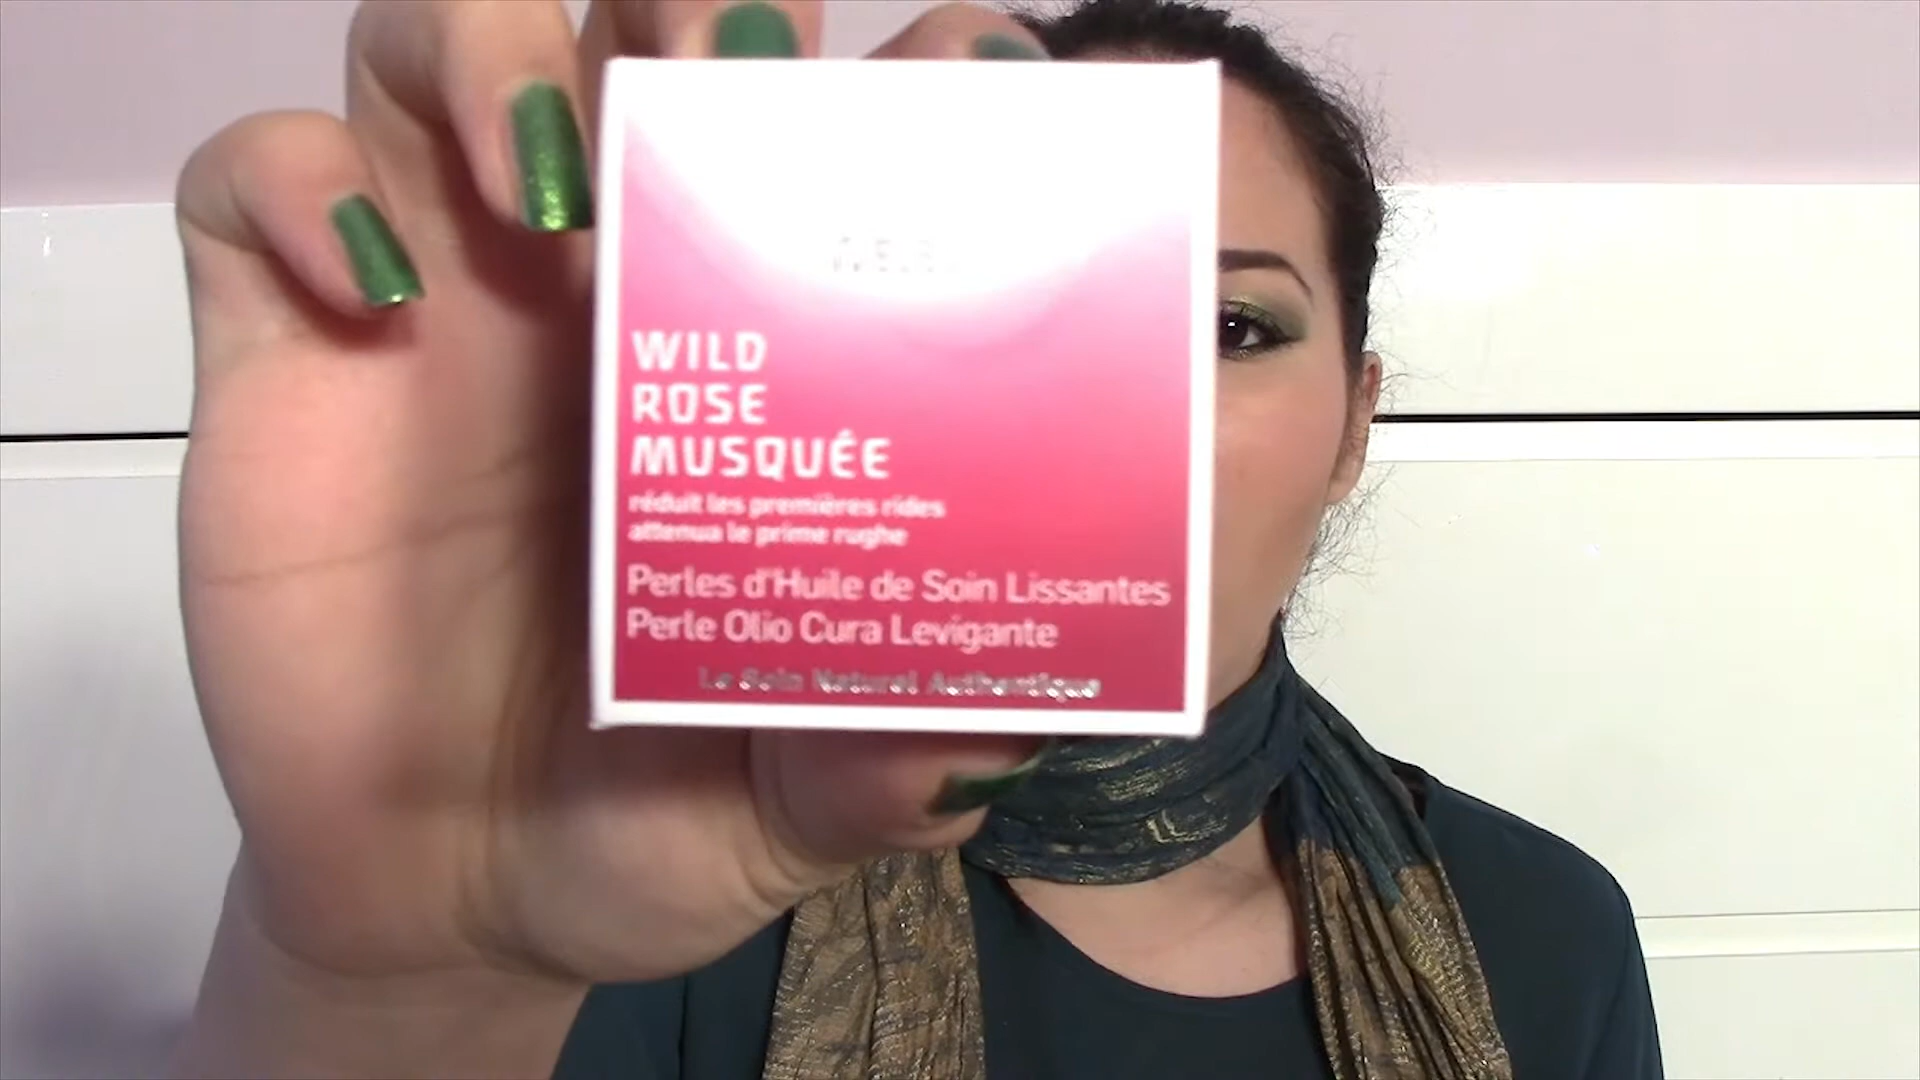 WILD
ROSE
MUSQUÉE
réduit les premières rides
attenua le prime rughe
Perles d'Huile de Soin Lissantes
Perle Olio Cura Levigante
Le Soin Naturel Authentique